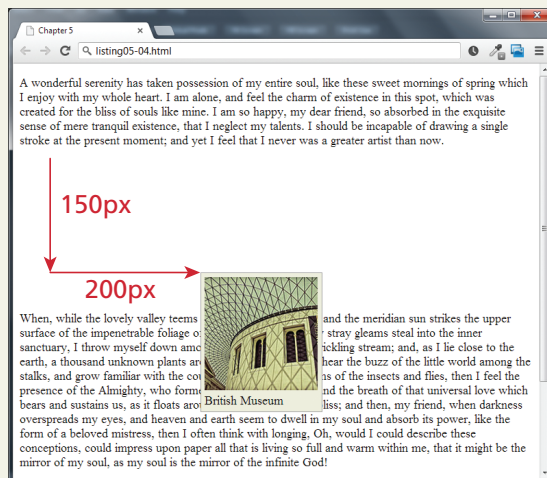 Chapter 5
listing05-04.html
A wonderful serenity has taken possession of my entire soul, like these sweet mornings of spring which
I enjoy with my whole heart. I am alone, and feel the charm of existence in this spot, which was
created for the bliss of souls like mine. I am so happy, my dear friend, so absorbed in the exquisite
sense of mere tranquil existence, that I neglect my talents. I should be incapable of drawing a single
stroke at the present moment; and yet I feel that I never was a greater artist than now.
150px
200px
When, while the lovely valley teems and the meridian sun strikes the upper
surface of the impenetrable foliage of stray gleams steal into the inner
sanctuary, I throw myself down amo rickling stream; and, as I lie close to the
earth, a thousand unknown plants ar hear the buzz of the little world among the
stalks, and grow familiar with the cou ns of the insects and flies, then I feel the
presence of the Almighty, who forme nd the breath of that universal love which
bears and sustains us, as it floats arou liss; and then, my friend, when darkness
overspreads my eyes, and heaven and earth seem to dwell in my soul and absorb its power, like the
form of a beloved mistress, then I often think with longing, Oh, would I could describe these
conceptions, could impress upon paper all that is living so full and warm within me, that it might be the
mirror of my soul, as my soul is the mirror of the infinite God!
British Museum